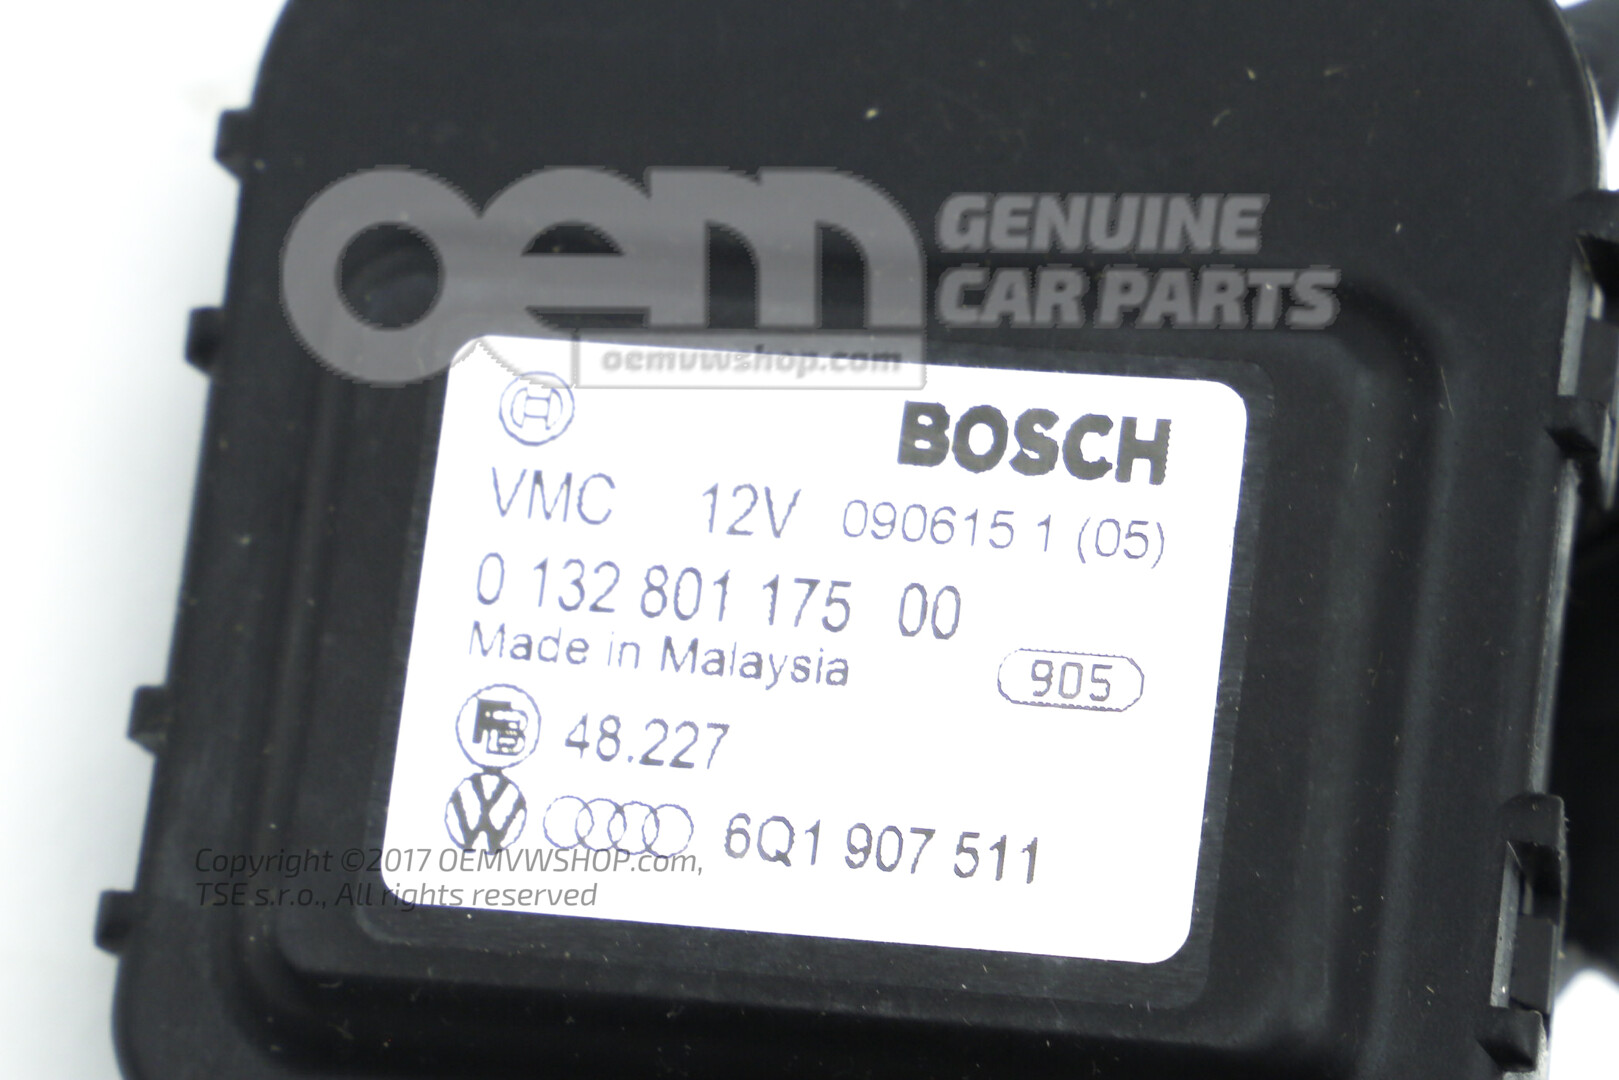 oem GENUINE
CAR PARTS
oemvwshop.com
BOSCH
VMC 12V 090615 1 (05)
0 132 801 175 00
Made in Malaysia
905
FSB 48.227
6Q1 907 511
Copyright ©2017 OEMVWSHOP.com,
TSE s.r.o., All rights reserved